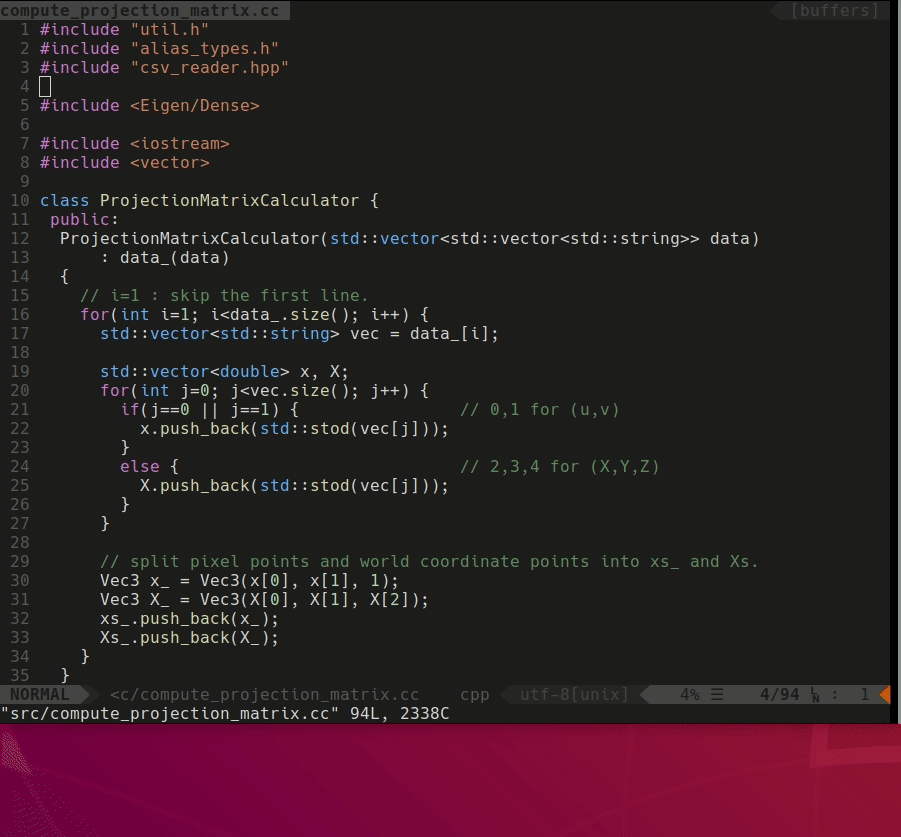 compute_projection_matrix.cc [buffers]
1 #include "util.h"
2 #include "alias_types.h"
3 #include "csv_reader.hpp"
4
5 #include <Eigen/Dense>
6
7 #include <iostream>
8 #include <vector>
9
10 class ProjectionMatrixCalculator {
11  public:
12   ProjectionMatrixCalculator(std::vector<std::vector<std::string>> data)
13       : data_(data)
14   {
15     // i=1 : skip the first line.
16     for(int i=1; i<data_.size(); i++) {
17       std::vector<std::string> vec = data_[i];
18
19       std::vector<double> x, X;
20       for(int j=0; j<vec.size(); j++) {
21         if(j==0 || j==1) {                // 0,1 for (u,v)
22           x.push_back(std::stod(vec[j]));
23         }
24         else {                            // 2,3,4 for (X,Y,Z)
25           X.push_back(std::stod(vec[j]));
26         }
27       }
28
29       // split pixel points and world coordinate points into xs_ and Xs.
30       Vec3 x_ = Vec3(x[0], x[1], 1);
31       Vec3 X_ = Vec3(X[0], X[1], X[2]);
32       xs_.push_back(x_);
33       Xs_.push_back(X_);
34     }
35   }
NORMAL <c/compute_projection_matrix.cc cpp utf-8[unix] 4% ☰ 4/94 ␤ : 1
"src/compute_projection_matrix.cc" 94L, 2338C